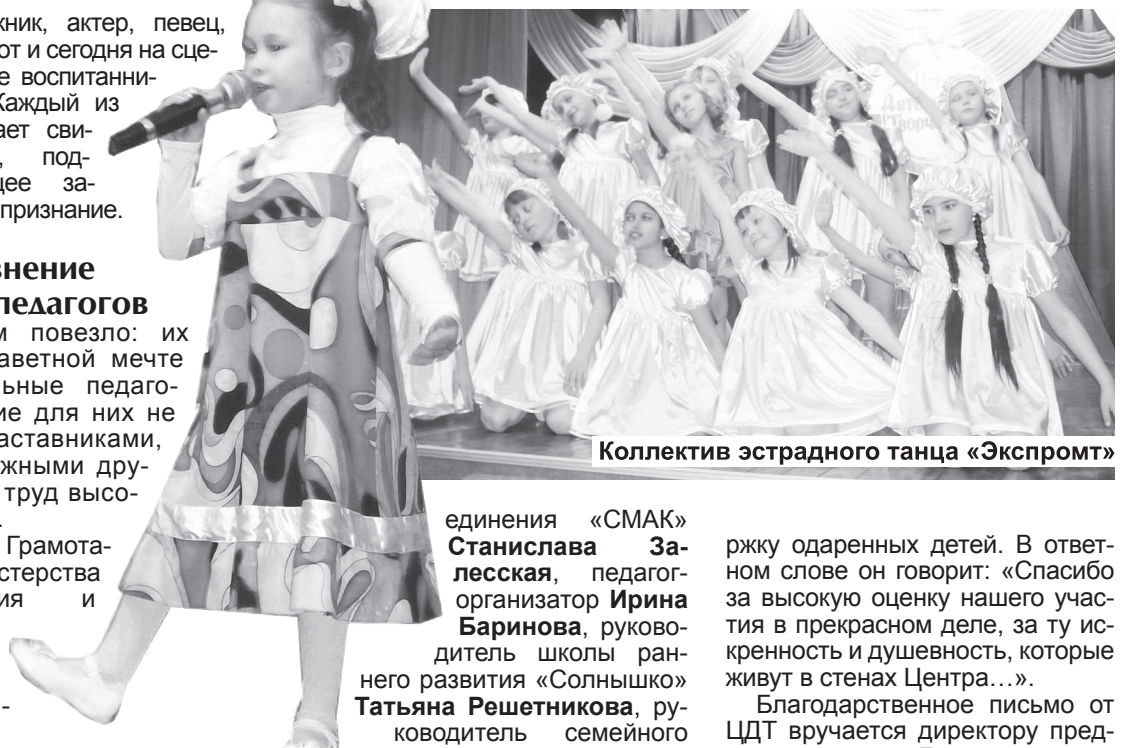 кник, актер, певец,
от и сегодня на сце-
е воспитанни-
Каждый из
ает сви-
, под-
цее за-
признание.
внение
педагогов
м повезло: их
аветной мечте
льные педаго-
ие для них не
аставниками,
жными дру-
труд высо-
.
Грамота-
стерства
ия и
-
Коллектив эстрадного танца «Экспромт»
единения «СМАК»
Станислава За-
лесская, педагог-
организатор Ирина
Баринова, руково-
дитель школы ран-
него развития «Солнышко»
Татьяна Решетникова, ру-
ководитель семейного
ржку одаренных детей. В ответ-
ном слове он говорит: «Спасибо
за высокую оценку нашего учас-
тия в прекрасном деле, за ту ис-
кренность и душевность, которые
живут в стенах Центра…».
Благодарственное письмо от
ЦДТ вручается директору пред-